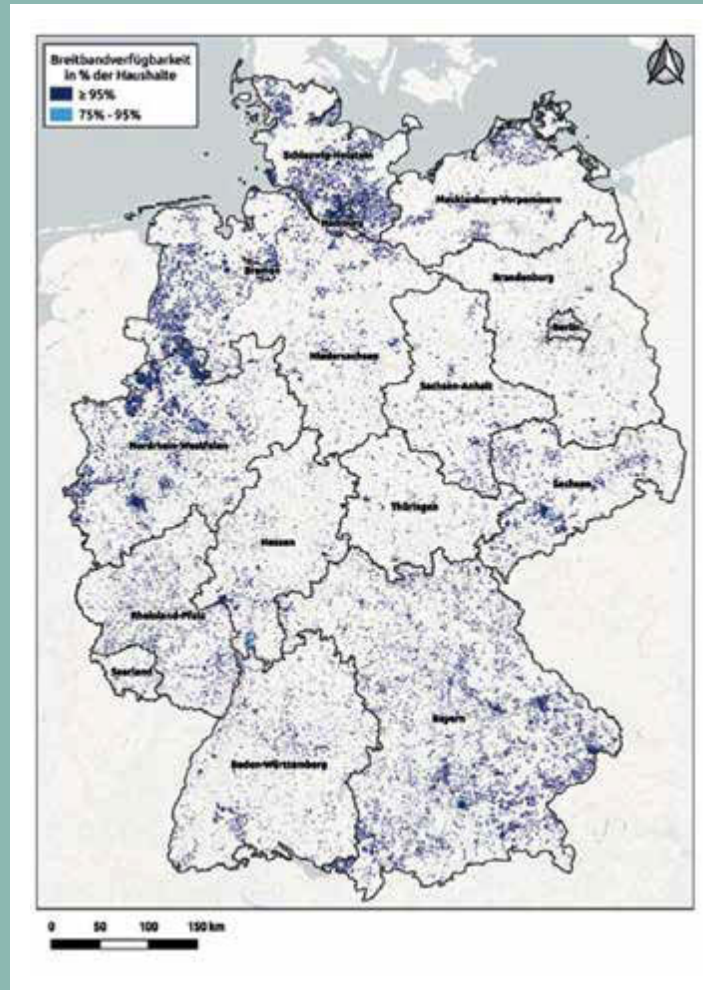 Breitbandverfügbarkeit
in % der Haushalte
≥ 95%
75% - 95%
Schleswig-Holstein
Hamburg
Mecklenburg-Vorpommern
Bremen
Brandenburg
Berlin
Niedersachsen
Sachsen-Anhalt
Nordrhein-Westfalen
Sachsen
Thüringen
Hessen
Rheinland-Pfalz
Saarland
Bayern
Baden-Württemberg
0 50 100 150 km